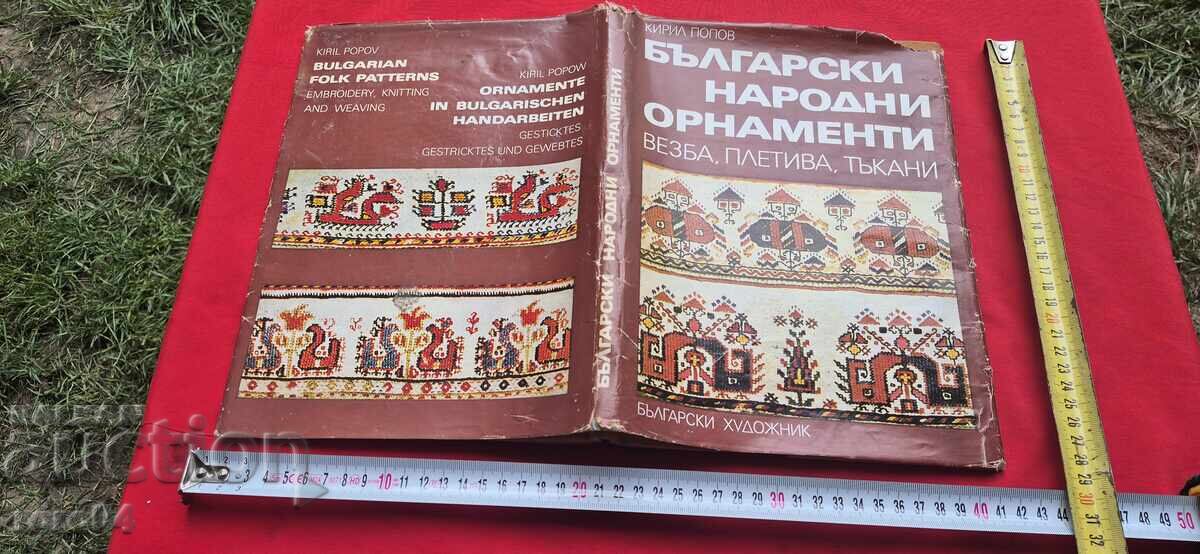 KIRIL POPOV
BULGARIAN
FOLK PATTERNS
EMBROIDERY, KNITTING
AND WEAVING
KIRIL POPOW
ORNAMENTE
IN BULGARISCHEN
HANDARBEITEN
GESTICKTES
GESTRICKTES UND GEWEBTES
БЪЛГАРСКИ НАРОДНИ ОРНАМЕНТИ
КИРИЛ ПОПОВ
БЪЛГАРСКИ
НАРОДНИ
ОРНАМЕНТИ
ВЕЗБА, ПЛЕТИВА, ТЪКАНИ
БЪЛГАРСКИ ХУДОЖНИК
auction